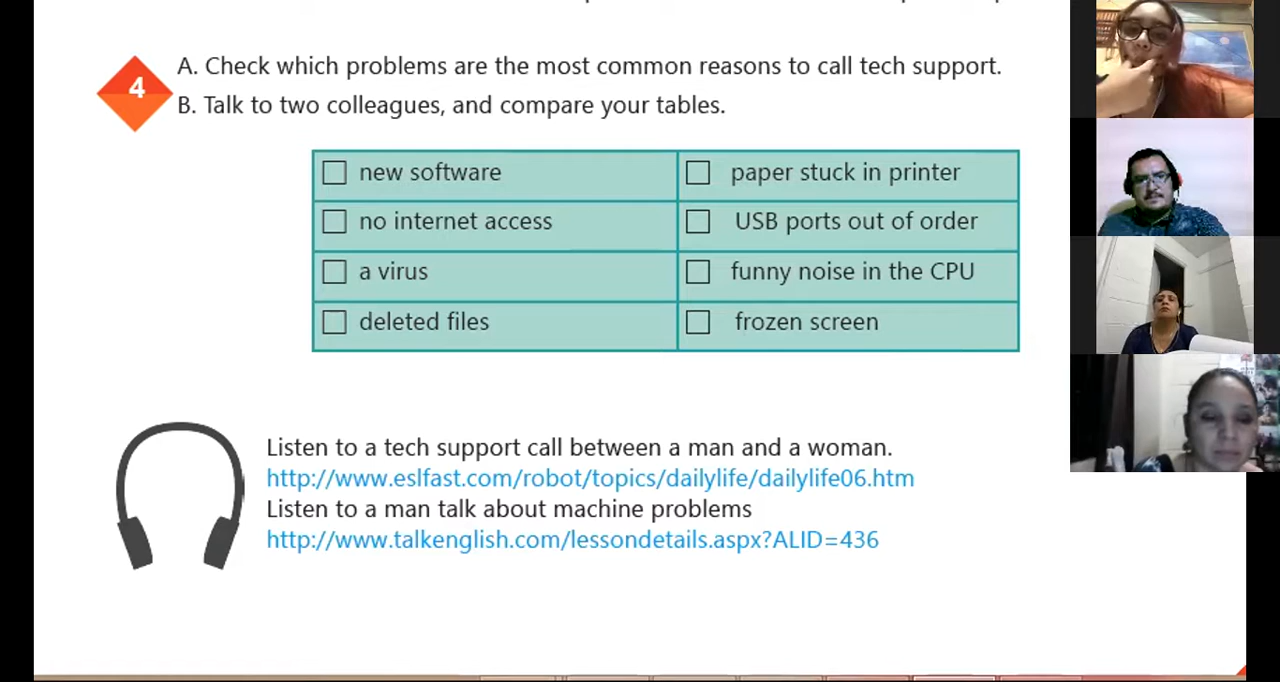 4
A. Check which problems are the most common reasons to call tech support.
B. Talk to two colleagues, and compare your tables.
new software
paper stuck in printer
no internet access
USB ports out of order
a virus
funny noise in the CPU
deleted files
frozen screen
Listen to a tech support call between a man and a woman.
http://www.eslfast.com/robot/topics/dailylife/dailylife06.htm
Listen to a man talk about machine problems
http://www.talkenglish.com/lessondetails.aspx?ALID=436